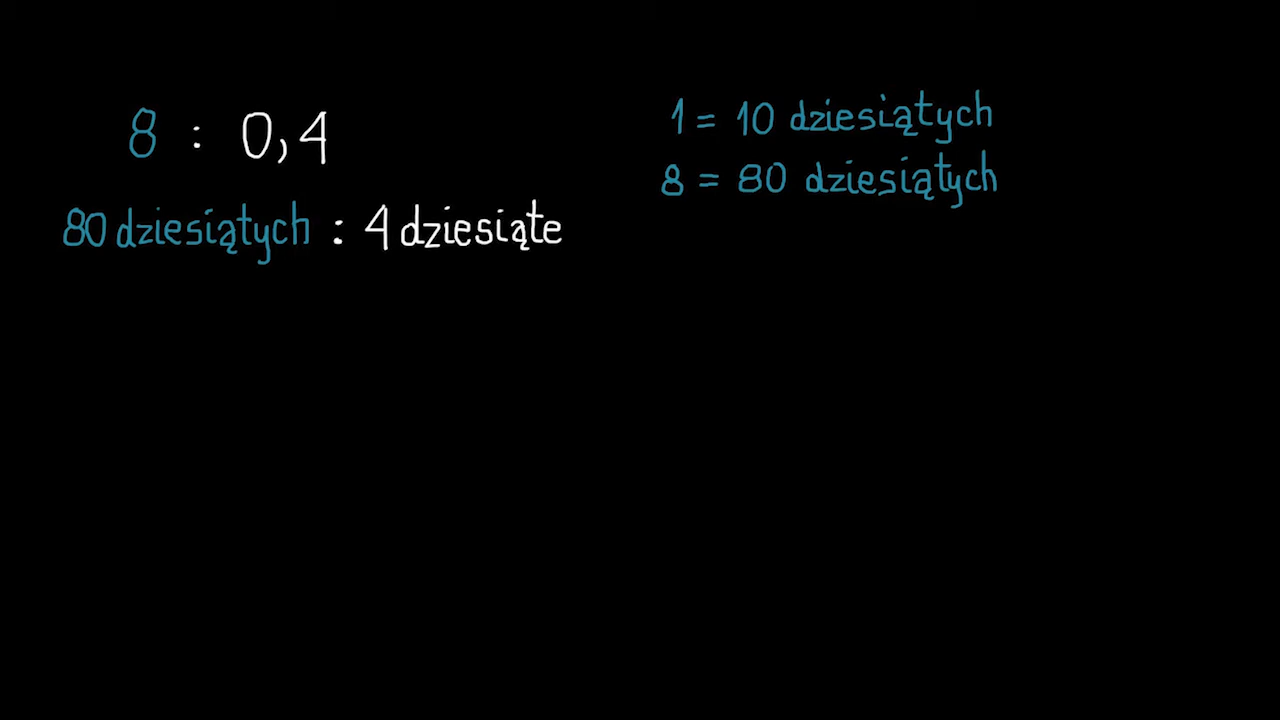 8 : 0,4
80 dziesiątych : 4 dziesiąte
1 = 10 dziesiątych
8 = 80 dziesiątych